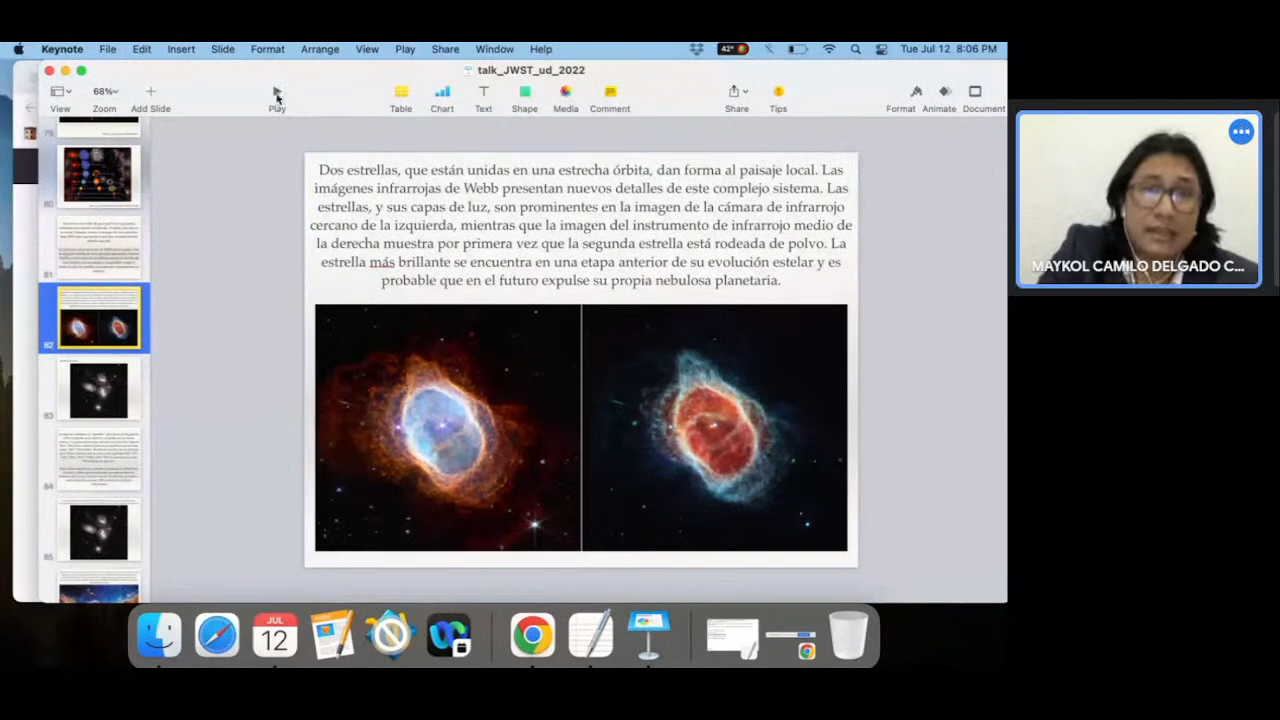 Keynote File Edit Insert Slide Format Arrange View Play Share Window Help 42° Tue Jul 12 8:06 PM
talk_JWST_ud_2022
68%
View Zoom Add Slide Play Table Chart Text Shape Media Comment Share Tips Format Animate Document
79
80
81
82
83
84
85
Dos estrellas, que están unidas en una estrecha órbita, dan forma al paisaje local. Las
imágenes infrarrojas de Webb presentan nuevos detalles de este complejo sistema. Las
estrellas, y sus capas de luz, son prominentes en la imagen de la cámara de infrarrojo
cercano de la izquierda, mientras que la imagen del instrumento de infrarrojo medio de
la derecha muestra por primera vez que la segunda estrella está rodeada de polvo. La
estrella mas brillante se encuentra en una etapa anterior de su evolución estelar y es
probable que en el futuro expulse su propia nebulosa planetaria.
MAYKOL CAMILO DELGADO C...
JUL
12